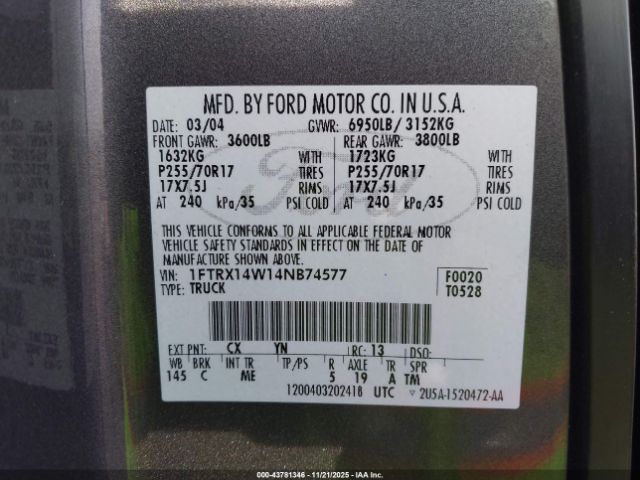 MFD. BY FORD MOTOR CO. IN U.S.A.
DATE: 03/04 GVWR: 6950LB/ 3152KG
FRONT GAWR: 3600LB REAR GAWR: 3800LB
1632KG WITH 1723KG WITH
P255/70R17 TIRES P255/70R17 TIRES
17X7.5J RIMS 17X7.5J RIMS
AT 240 kPa/35 PSI COLD AT 240 kPa/35 PSI COLD
Ford
THIS VEHICLE CONFORMS TO ALL APPLICABLE FEDERAL MOTOR
VEHICLE SAFETY STANDARDS IN EFFECT ON THE DATE OF
MANUFACTURE SHOWN ABOVE.
VIN: 1FTRX14W14NB74577 F0020
TYPE: TRUCK T0528
EXT PNT: CX YN RC: 13 DSO:
WB BRK INT TR TP/PS R AXLE TR SPR
145 C ME 5 19 A TM
1200403202418 UTC 2U5A-1520472-AA
000-43781346 - 11/21/2025 - IAA Inc.